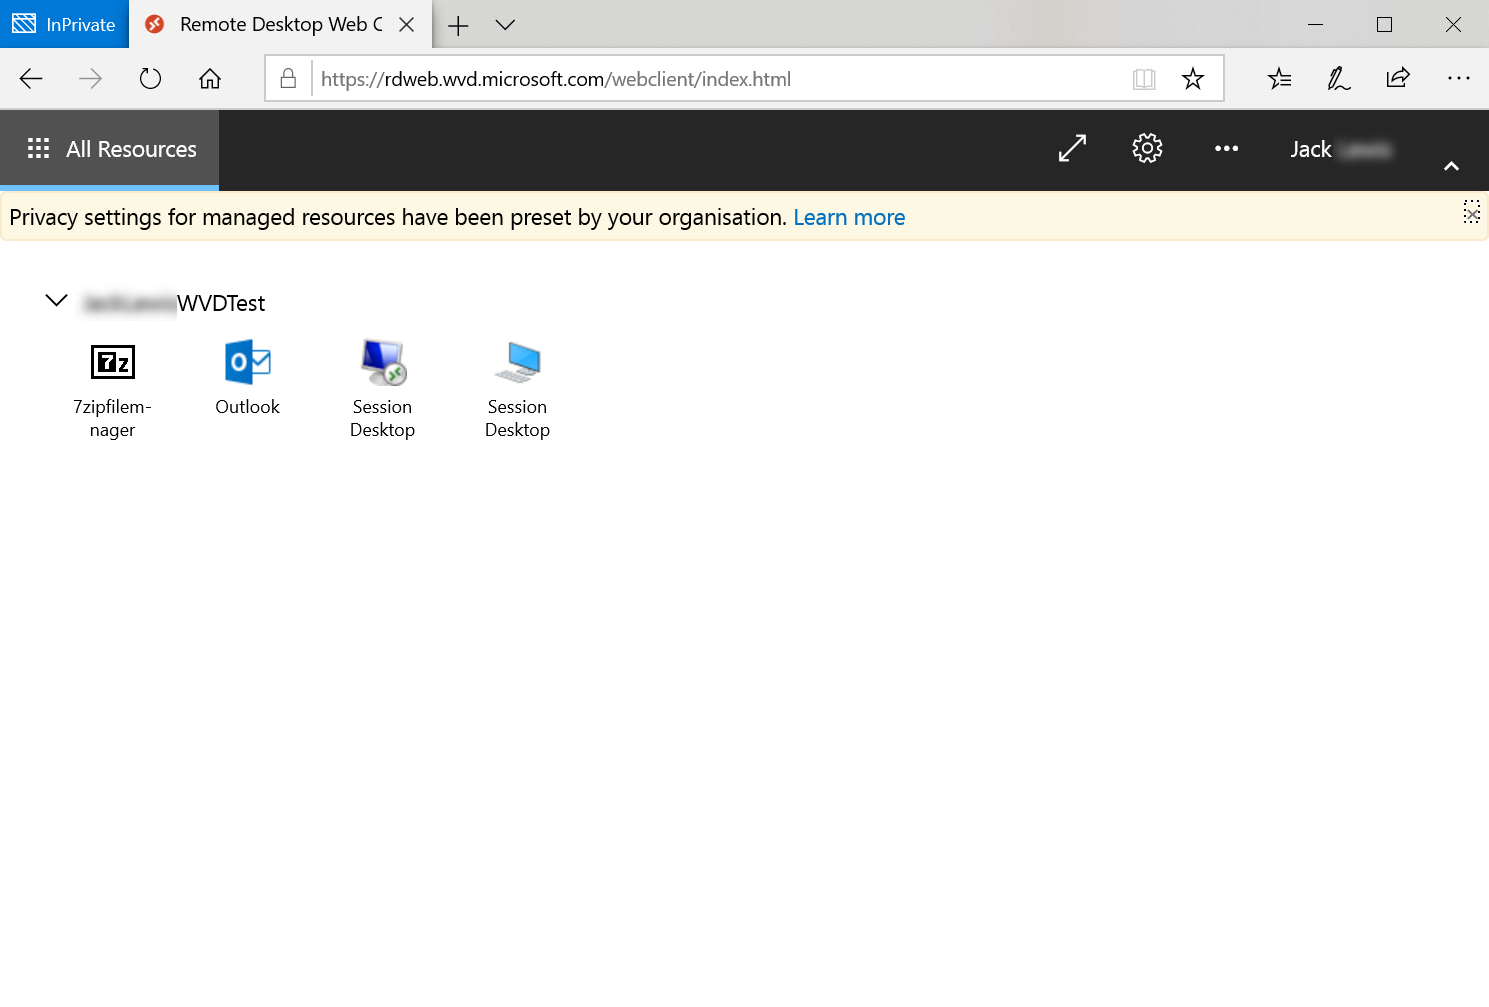 InPrivate
Remote Desktop Web C
https://rdweb.wvd.microsoft.com/webclient/index.html
All Resources
Jack
Privacy settings for managed resources have been preset by your organisation. Learn more
WVDTest
7z
7zipfilem-
nager
O
Outlook
Session
Desktop
Session
Desktop